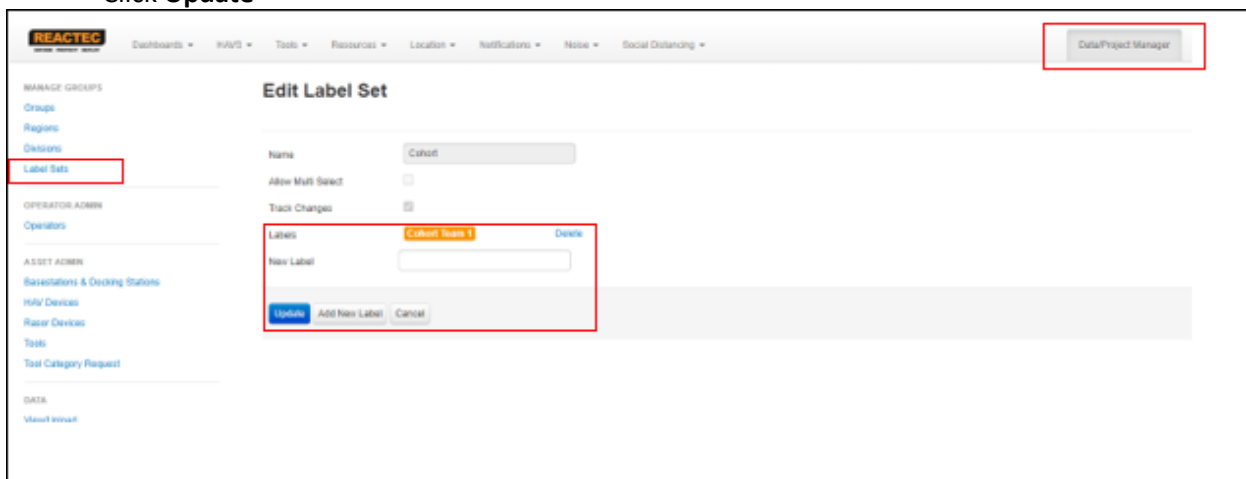 Click Update
REACTEC
Dashboards HAVS Tools Resources Location Notifications Noise Social Distancing Data/Project Manager
MANAGE GROUPS
Groups
Regions
Divisions
Label Sets
OPERATOR ADMIN
Operators
ASSET ADMIN
Basestations & Docking Stations
HAV Devices
Razor Devices
Tools
Tool Category Request
DATA
View/Unpair
Edit Label Set
Name Cohort
Allow Multi Select
Track Changes
Labels Cohort Team 1 Delete
New Label
Update Add New Label Cancel